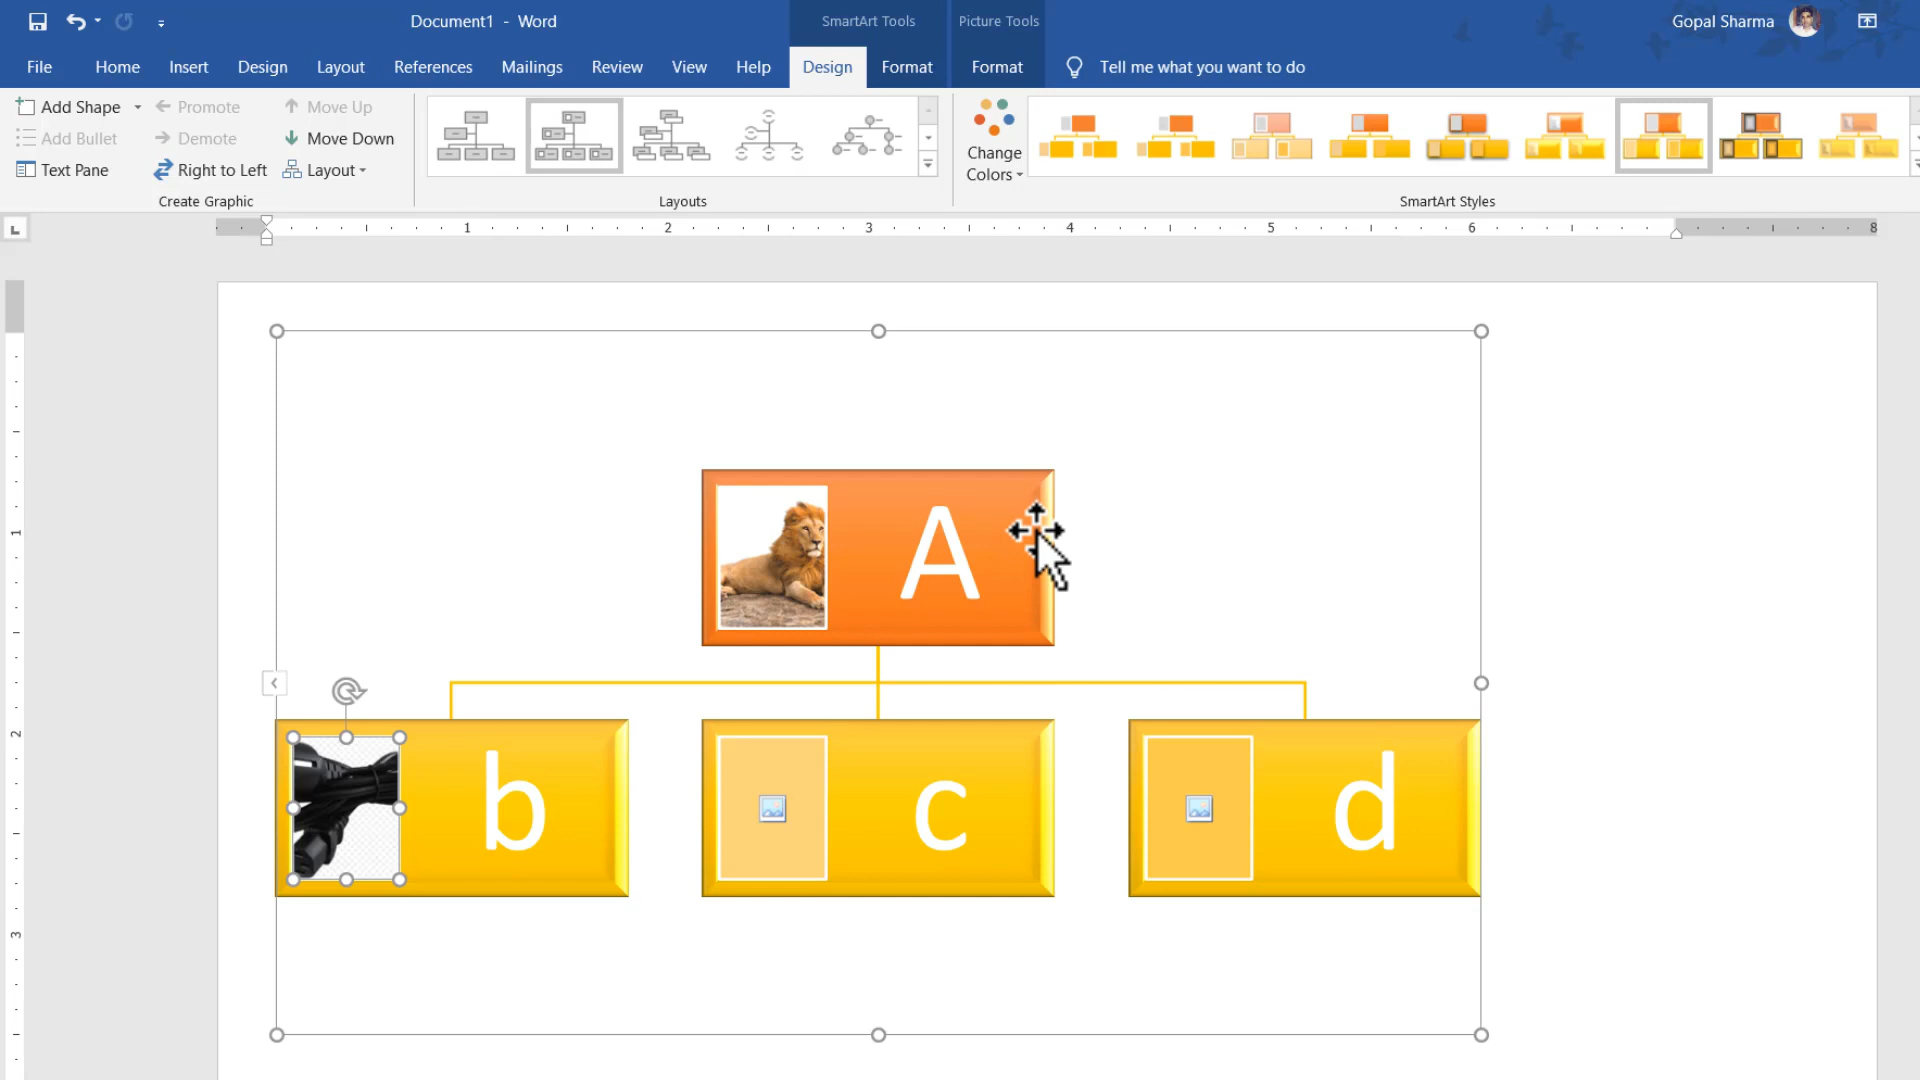 Document1 - Word
SmartArt Tools
Picture Tools
Gopal Sharma
File Home Insert Design Layout References Mailings Review View Help Design Format Format Tell me what you want to do
Add Shape Promote Move Up
Add Bullet Demote Move Down
Text Pane Right to Left Layout
Create Graphic
Layouts
Change
Colors
SmartArt Styles
1 2 3 4 5 6 8
1
2
3
A
b c d